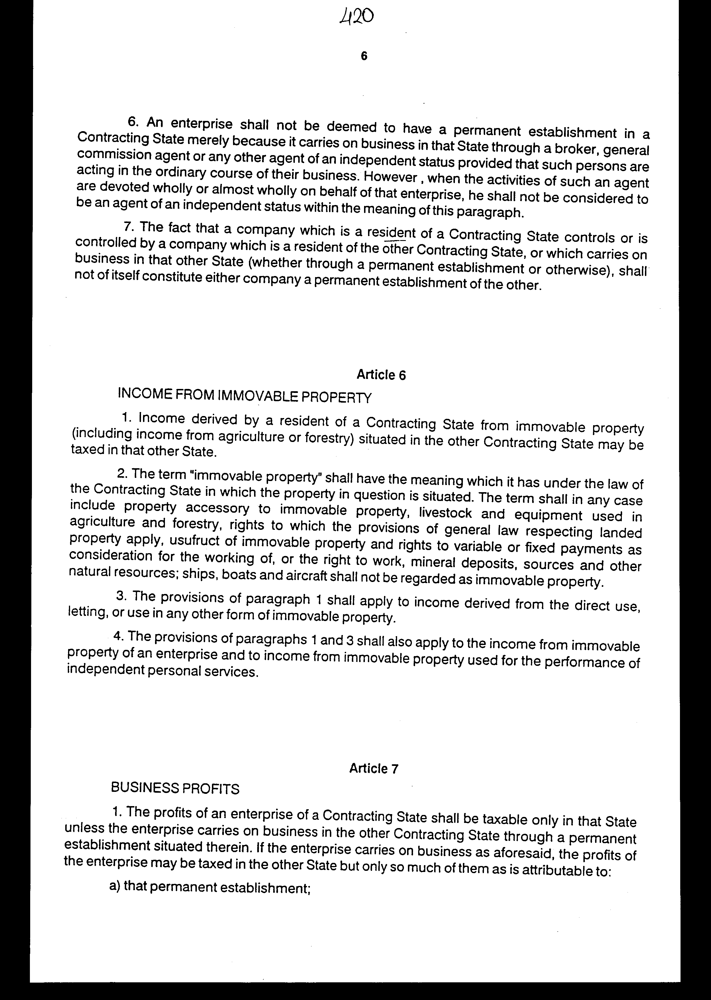 420
6
6. An enterprise shall not be deemed to have a permanent establishment in a
Contracting State merely because it carries on business in that State through a broker, general
commission agent or any other agent of an independent status provided that such persons are
acting in the ordinary course of their business. However , when the activities of such an agent
are devoted wholly or almost wholly on behalf of that enterprise, he shall not be considered to
be an agent of an independent status within the meaning of this paragraph.
7. The fact that a company which is a resident of a Contracting State controls or is
controlled by a company which is a resident of the other Contracting State, or which carries on
business in that other State (whether through a permanent establishment or otherwise), shall
not of itself constitute either company a permanent establishment of the other.
Article 6
INCOME FROM IMMOVABLE PROPERTY
1. Income derived by a resident of a Contracting State from immovable property
(including income from agriculture or forestry) situated in the other Contracting State may be
taxed in that other State.
2. The term "immovable property" shall have the meaning which it has under the law of
the Contracting State in which the property in question is situated. The term shall in any case
include property accessory to immovable property, livestock and equipment used in
agriculture and forestry, rights to which the provisions of general law respecting landed
property apply, usufruct of immovable property and rights to variable or fixed payments as
consideration for the working of, or the right to work, mineral deposits, sources and other
natural resources; ships, boats and aircraft shall not be regarded as immovable property.
3. The provisions of paragraph 1 shall apply to income derived from the direct use,
letting, or use in any other form of immovable property.
4. The provisions of paragraphs 1 and 3 shall also apply to the income from immovable
property of an enterprise and to income from immovable property used for the performance of
independent personal services.
Article 7
BUSINESS PROFITS
1. The profits of an enterprise of a Contracting State shall be taxable only in that State
unless the enterprise carries on business in the other Contracting State through a permanent
establishment situated therein. If the enterprise carries on business as aforesaid, the profits of
the enterprise may be taxed in the other State but only so much of them as is attributable to:
a) that permanent establishment;